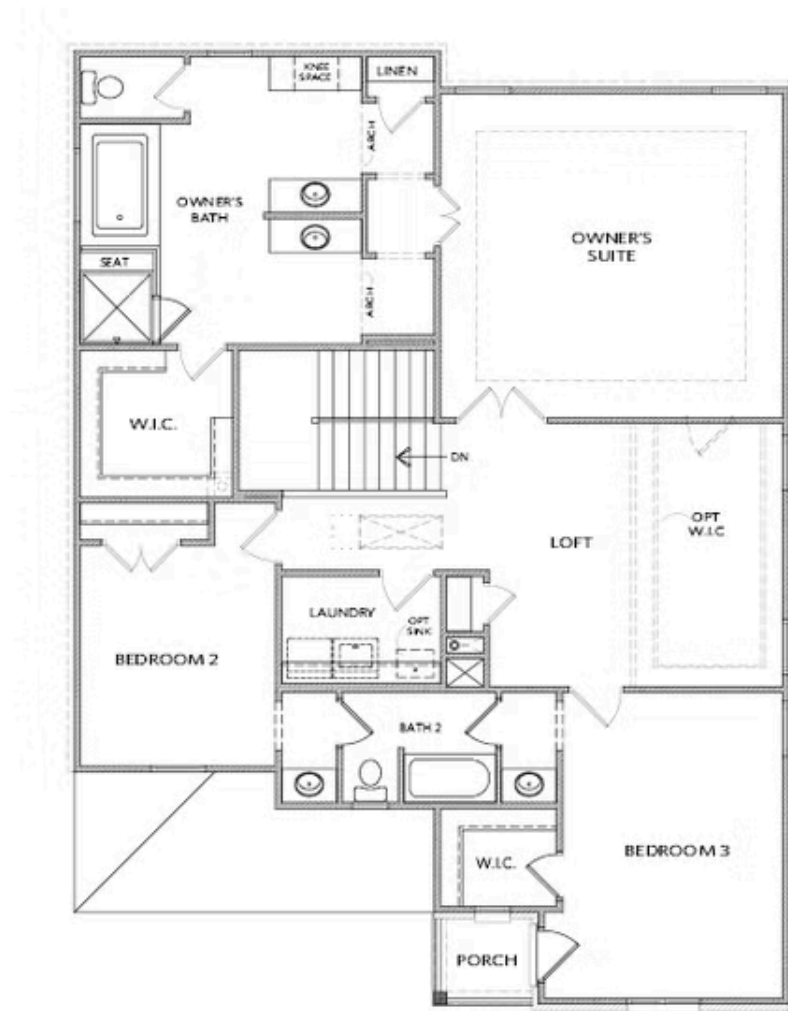 KNEE
SPACE
LINEN
ARCH
OWNER'S
BATH
OWNER'S
SUITE
SEAT
ARCH
W.I.C.
DN
OPT
W.I.C
LOFT
LAUNDRY
OPT
SINK
BEDROOM 2
BATH 2
W.I.C.
BEDROOM 3
PORCH